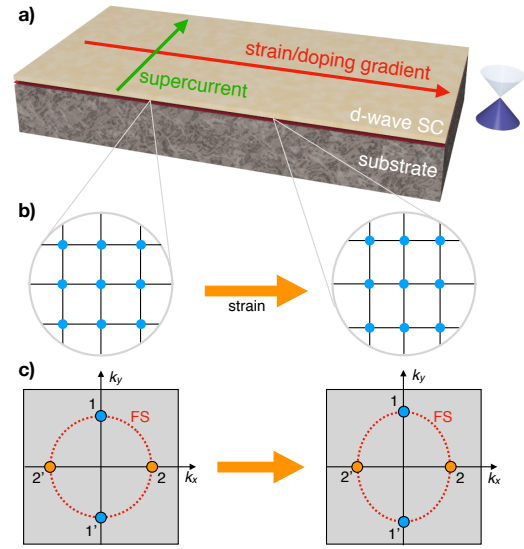 a)
strain/doping gradient
supercurrent
d-wave SC
substrate
b)
strain
c)
k_y
k_y
1
FS
1
FS
2'
2
k_x
2'
2
k_x
1'
1'